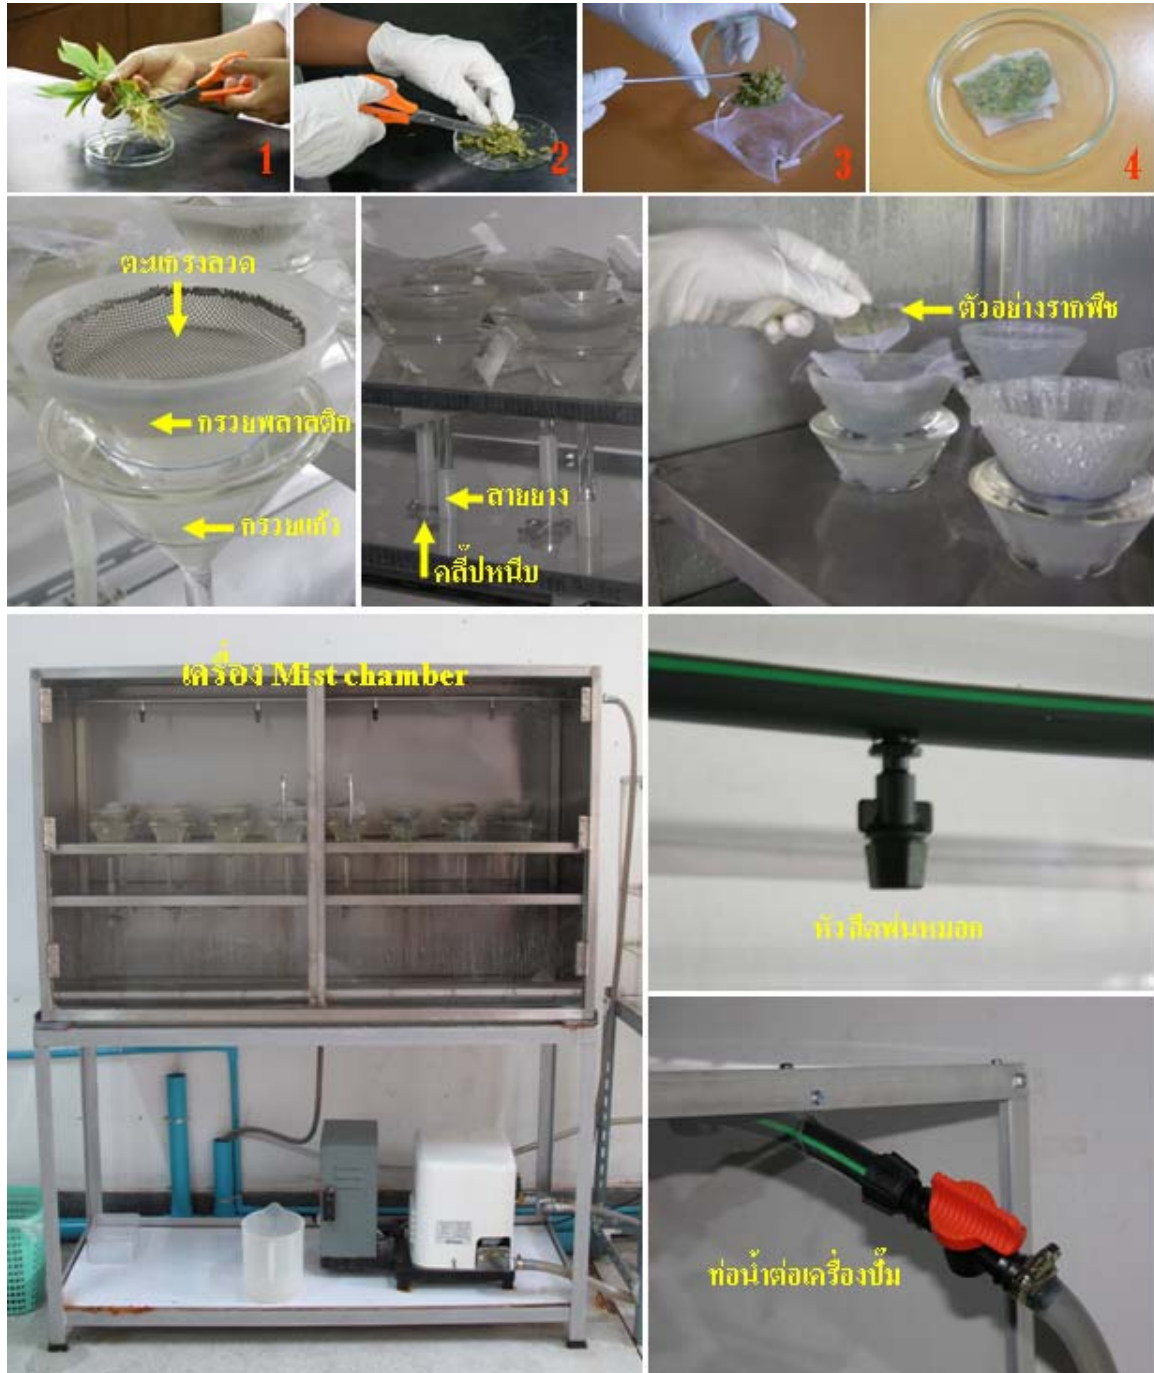 1
2
3
4
ตะแกรงลวด
กรวยพลาสติก
กรวยแก้ว
สายยาง
คลิ๊ปหนีบ
ตัวอย่างรากพืช
เครื่อง Mist chamber
หัวฉีดพ่นหมอก
ท่อน้ำต่อเครื่องปั๊ม